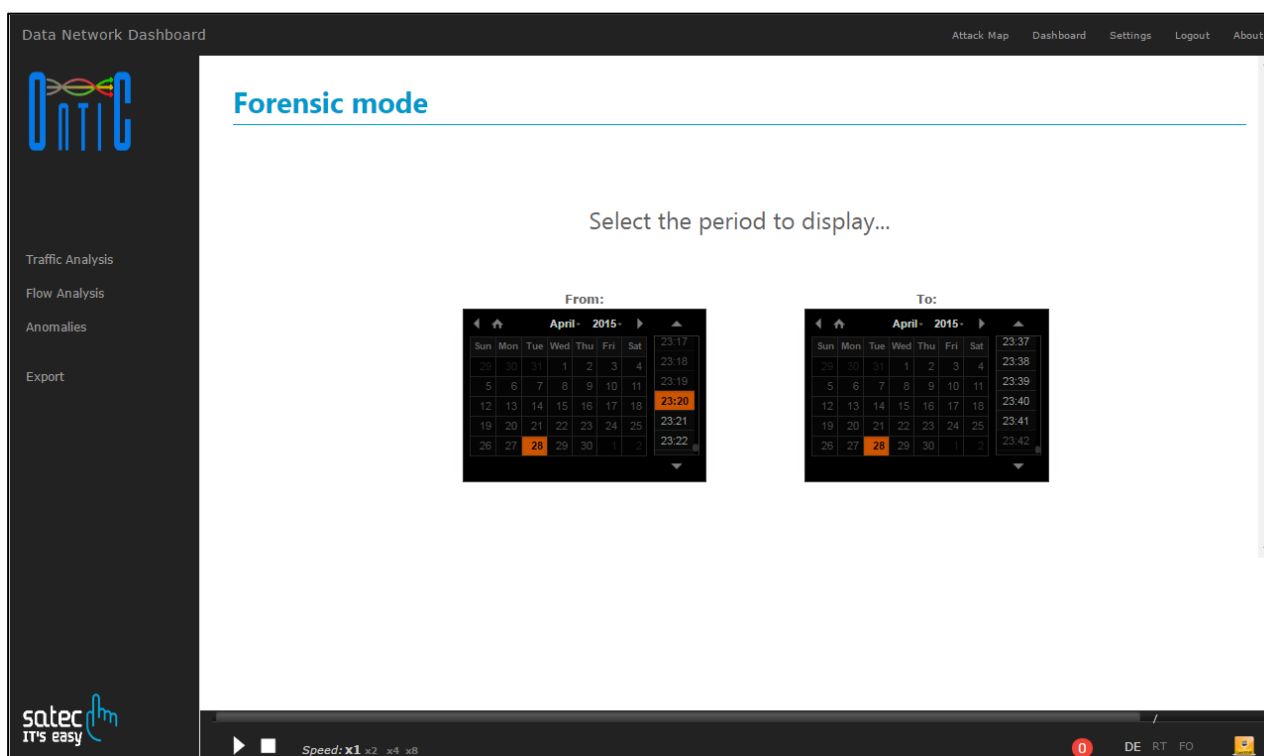 Data Network Dashboard
Attack Map Dashboard Settings Logout About
ONTIC
Forensic mode
Select the period to display...
Traffic Analysis
Flow Analysis
Anomalies
Export
From:
April 2015
Sun Mon Tue Wed Thu Fri Sat
29 30 31 1 2 3 4
5 6 7 8 9 10 11
12 13 14 15 16 17 18
19 20 21 22 23 24 25
26 27 28 29 30 1 2
23:17
23:18
23:19
23:20
23:21
23:22
To:
April 2015
Sun Mon Tue Wed Thu Fri Sat
29 30 31 1 2 3 4
5 6 7 8 9 10 11
12 13 14 15 16 17 18
19 20 21 22 23 24 25
26 27 28 29 30 1 2
23:37
23:38
23:39
23:40
23:41
23:42
satec
IT's easy
/
Speed: x1 x2 x4 x8
0
DE RT FO